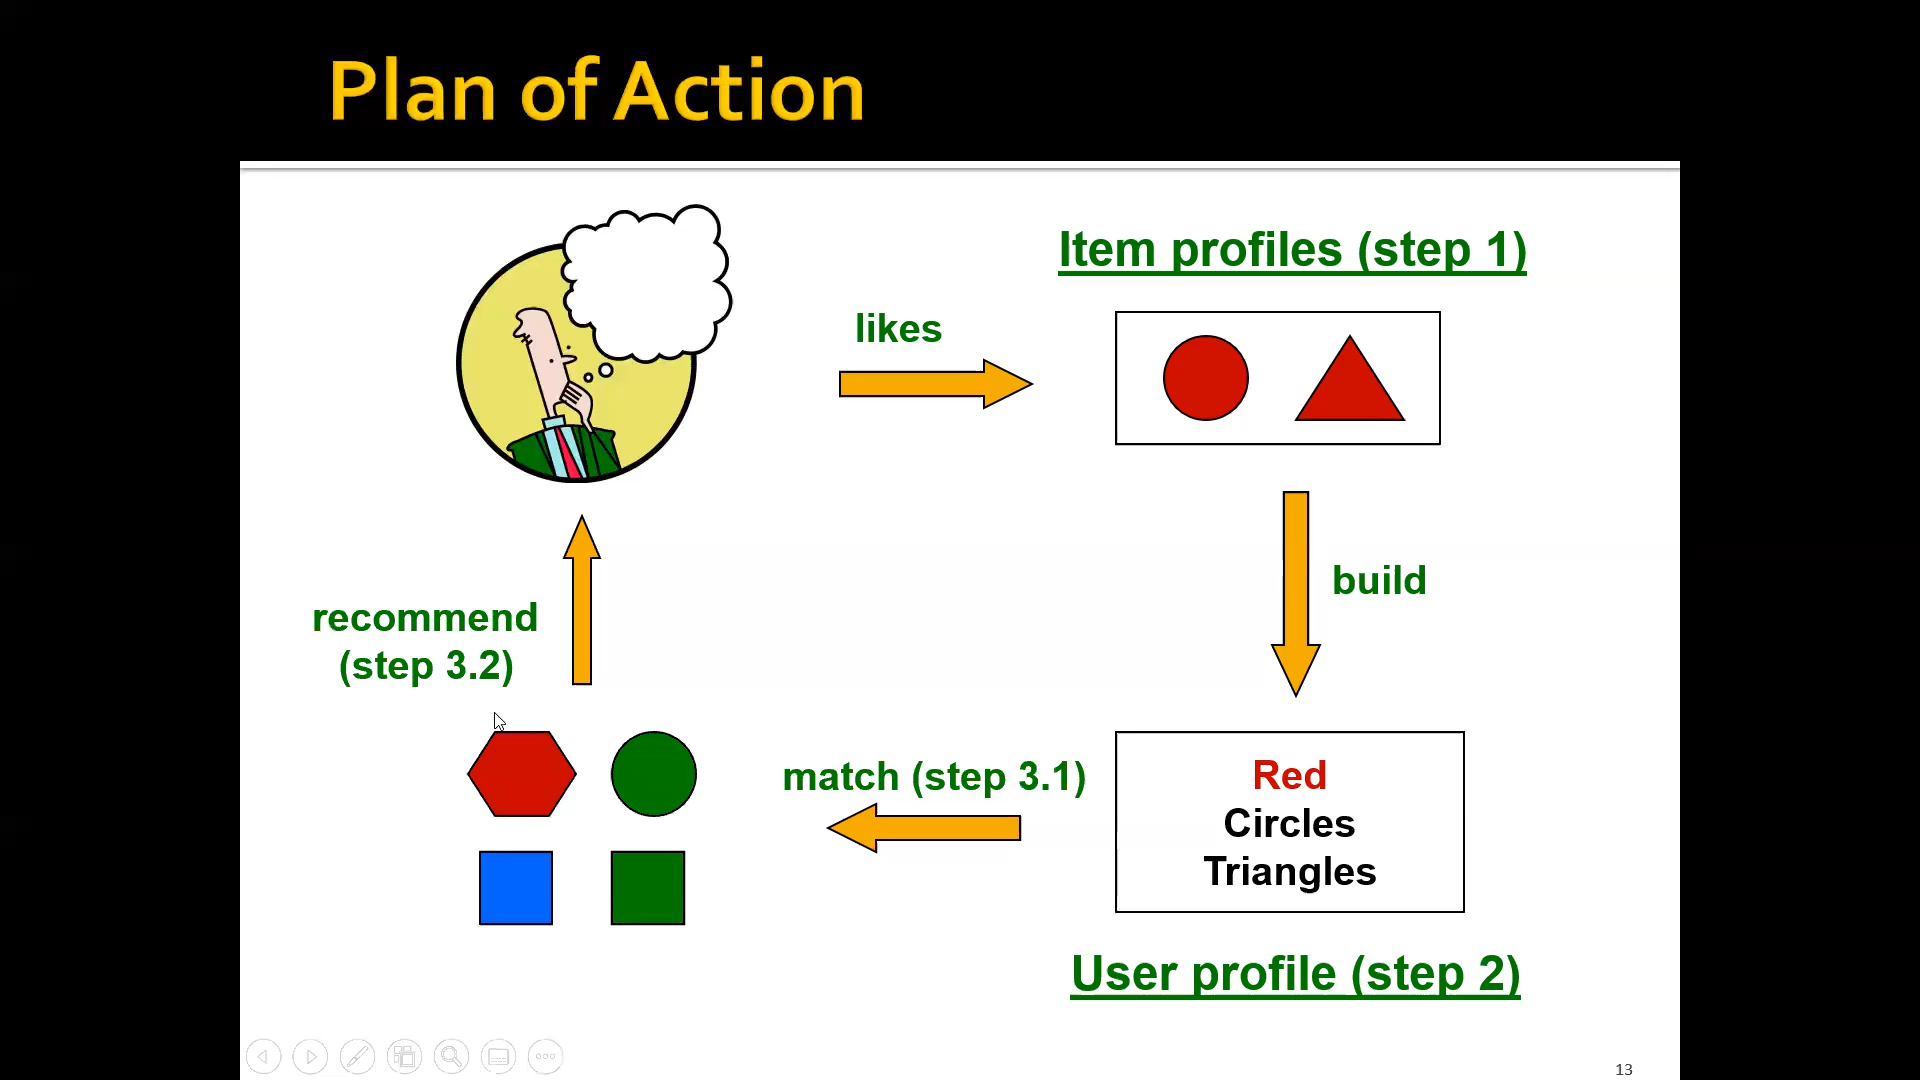 Plan of Action
Item profiles (step 1)
likes
build
recommend
(step 3.2)
match (step 3.1)
Red
Circles
Triangles
User profile (step 2)
13